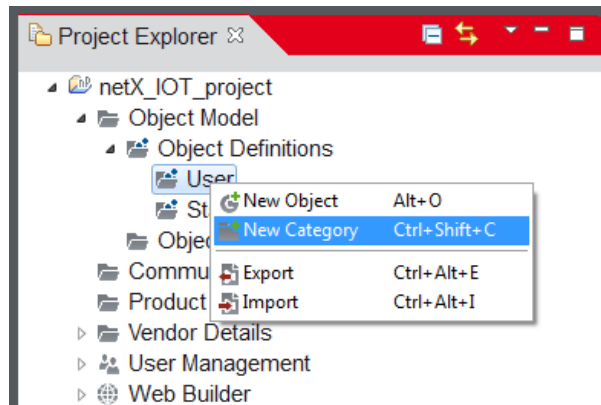 Project Explorer
netX_IOT_project
Object Model
Object Definitions
User
New Object Alt+O
New Category Ctrl+Shift+C
Export Ctrl+Alt+E
Import Ctrl+Alt+I
Product
Vendor Details
User Management
Web Builder